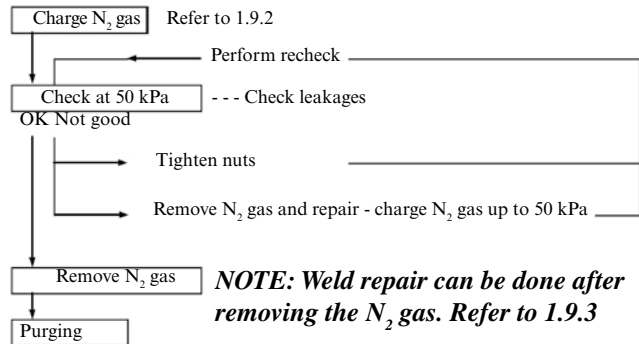 Charge N₂ gas Refer to 1.9.2
Perform recheck
Check at 50 kPa - - - Check leakages
OK Not good
Tighten nuts
Remove N₂ gas and repair - charge N₂ gas up to 50 kPa
Remove N₂ gas
NOTE: Weld repair can be done after
removing the N₂ gas. Refer to 1.9.3
Purging